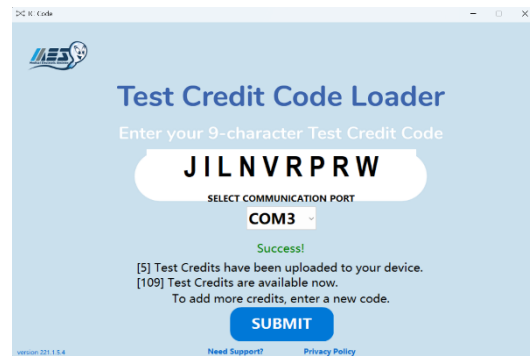 IC Code
Test Credit Code Loader
Enter your 9-character Test Credit Code
JILNVRPRW
SELECT COMMUNICATION PORT
COM3
Success!
[5] Test Credits have been uploaded to your device.
[109] Test Credits are available now.
To add more credits, enter a new code.
SUBMIT
version 221.1.5.4
Need Support?
Privacy Policy